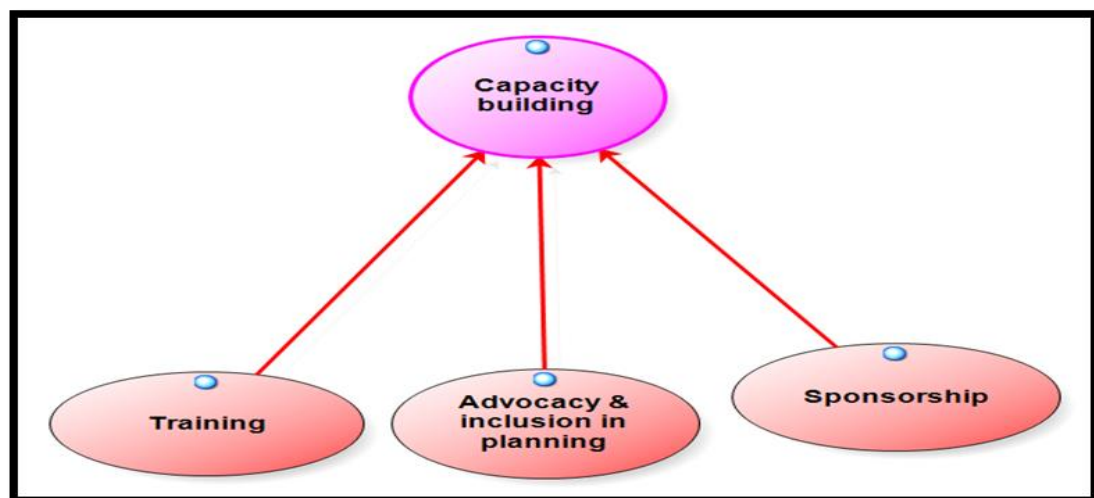 Capacity
building
Training
Advocacy &
inclusion in
planning
Sponsorship